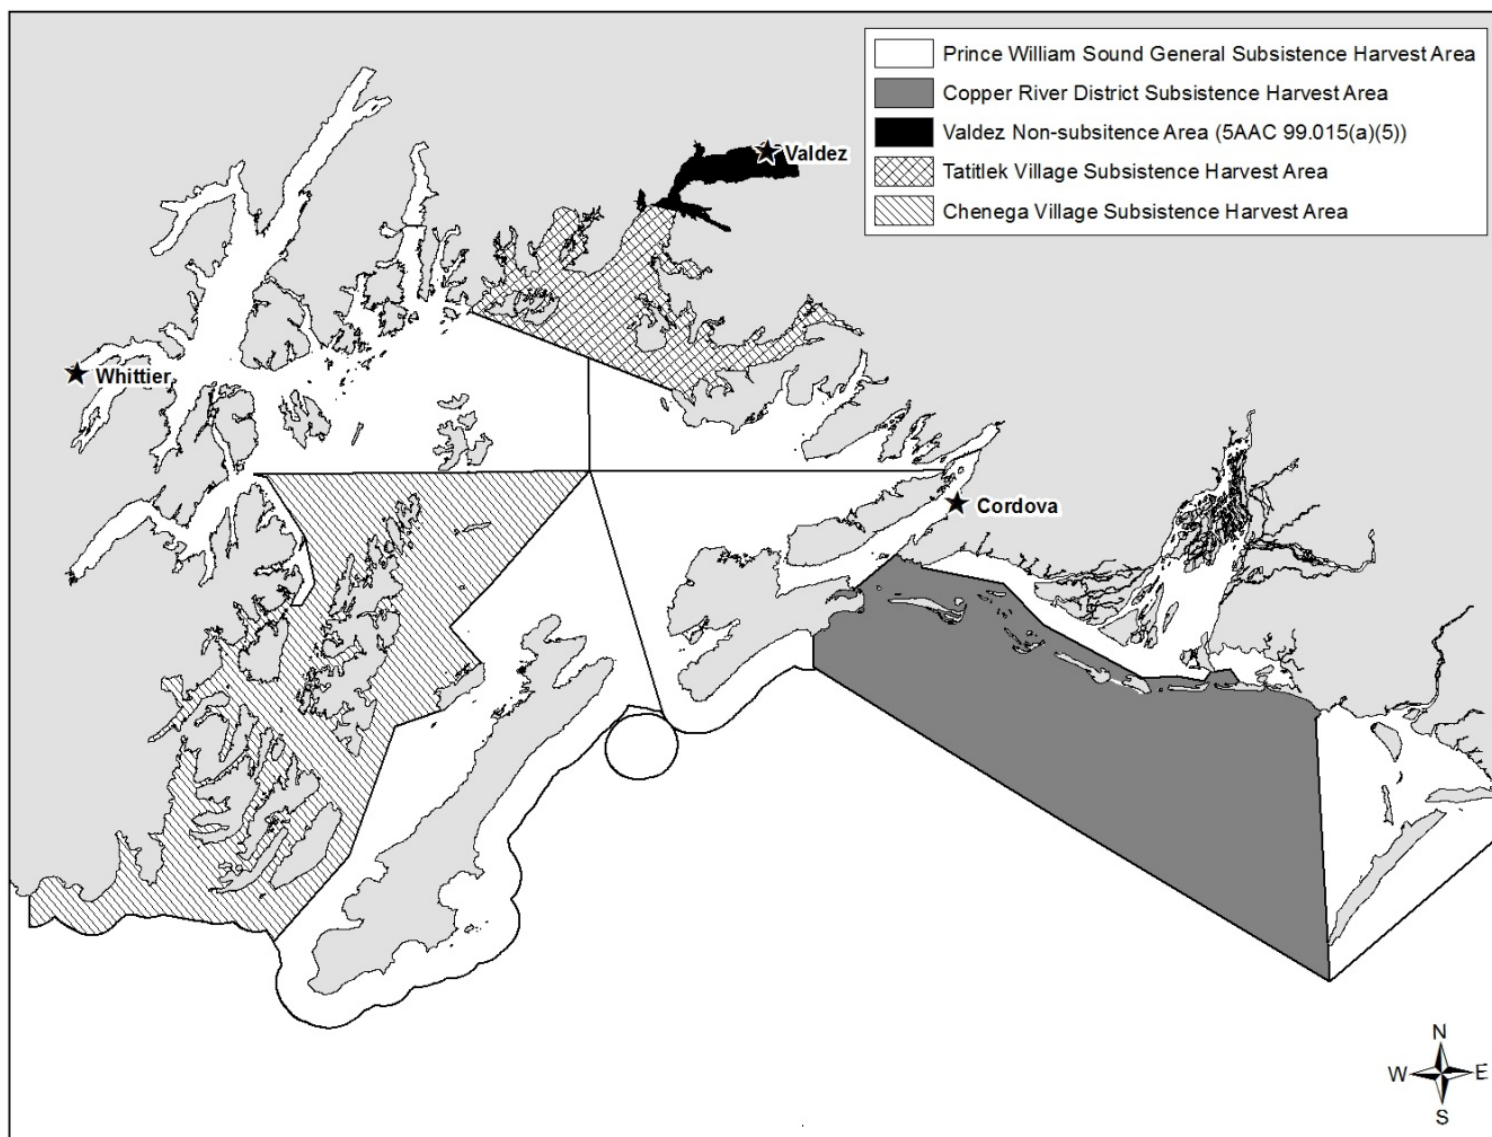 Prince William Sound General Subsistence Harvest Area
Copper River District Subsistence Harvest Area
Valdez Non-subsitence Area (5AAC 99.015(a)(5))
Tatitlek Village Subsistence Harvest Area
Chenega Village Subsistence Harvest Area
Valdez
Whittier
Cordova
N
W E
S